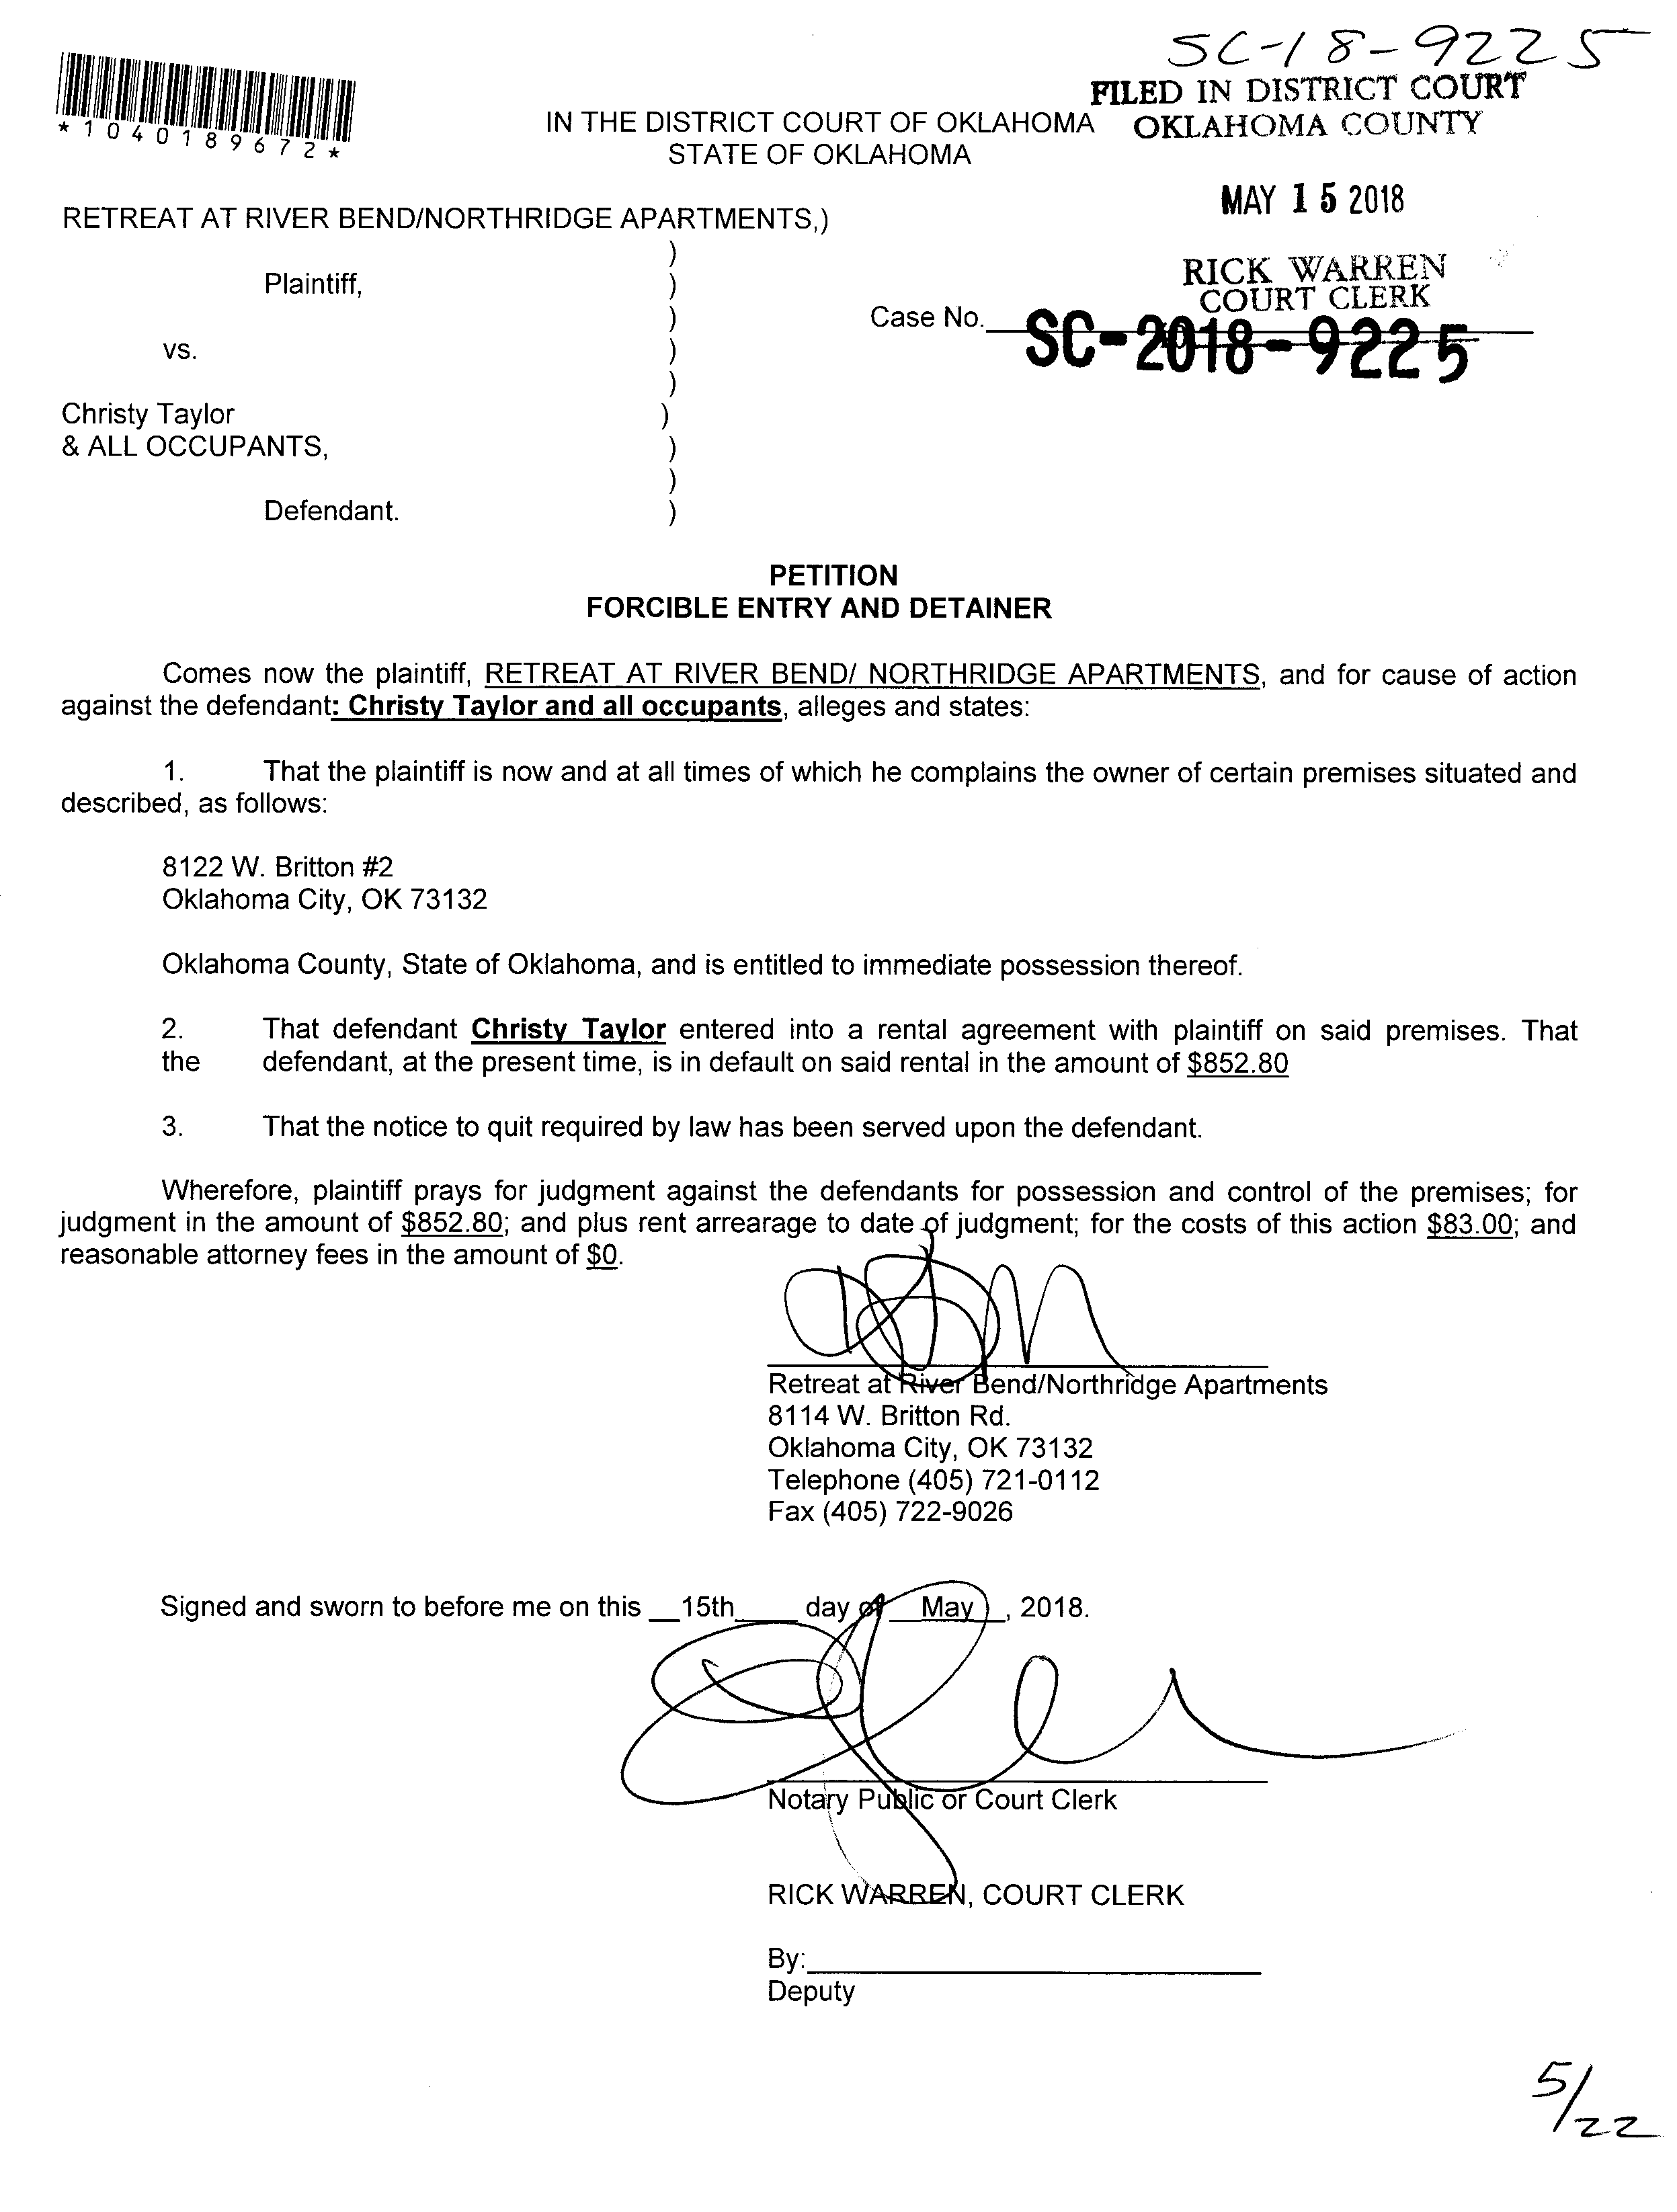 SC-18-9225
FILED IN DISTRICT COURT
OKLAHOMA COUNTY
*1040189672*
IN THE DISTRICT COURT OF OKLAHOMA
STATE OF OKLAHOMA
MAY 15 2018
RETREAT AT RIVER BEND/NORTHRIDGE APARTMENTS,)
)
RICK WARREN
COURT CLERK
Plaintiff, )
) Case No. SC-2018-9225
vs. )
)
Christy Taylor )
& ALL OCCUPANTS, )
)
Defendant. )
PETITION
FORCIBLE ENTRY AND DETAINER
Comes now the plaintiff, RETREAT AT RIVER BEND/ NORTHRIDGE APARTMENTS, and for cause of action
against the defendant: Christy Taylor and all occupants, alleges and states:
1. That the plaintiff is now and at all times of which he complains the owner of certain premises situated and
described, as follows:
8122 W. Britton #2
Oklahoma City, OK 73132
Oklahoma County, State of Oklahoma, and is entitled to immediate possession thereof.
2. That defendant Christy Taylor entered into a rental agreement with plaintiff on said premises. That
the defendant, at the present time, is in default on said rental in the amount of $852.80
3. That the notice to quit required by law has been served upon the defendant.
Wherefore, plaintiff prays for judgment against the defendants for possession and control of the premises; for
judgment in the amount of $852.80; and plus rent arrearage to date of judgment; for the costs of this action $83.00; and
reasonable attorney fees in the amount of $0.
Retreat at River Bend/Northridge Apartments
8114 W. Britton Rd.
Oklahoma City, OK 73132
Telephone (405) 721-0112
Fax (405) 722-9026
Signed and sworn to before me on this __15th____ day of __May__, 2018.
Notary Public or Court Clerk
RICK WARREN, COURT CLERK
By:
Deputy
5/22